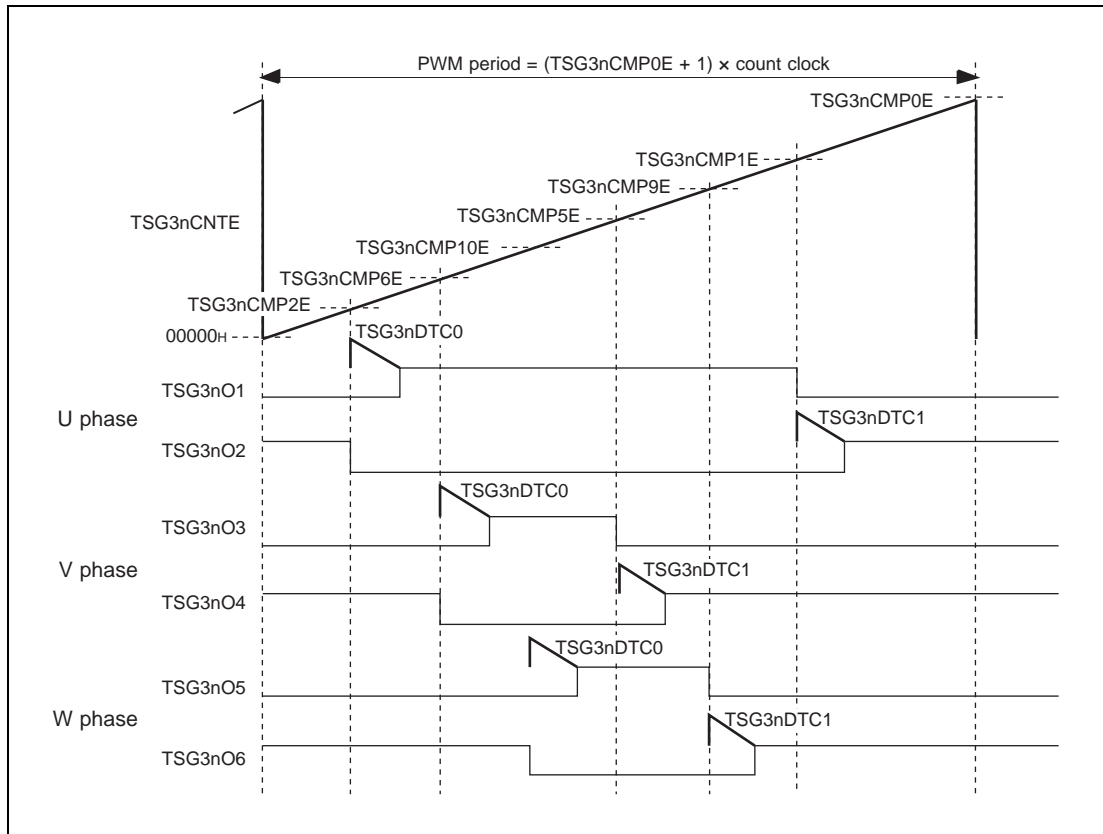 PWM period = (TSG3nCMP0E + 1) × count clock
TSG3nCMP0E
TSG3nCMP1E
TSG3nCMP9E
TSG3nCMP5E
TSG3nCNTE
TSG3nCMP10E
TSG3nCMP6E
TSG3nCMP2E
00000H
TSG3nDTC0
TSG3nO1
U phase
TSG3nDTC1
TSG3nO2
TSG3nDTC0
TSG3nO3
V phase
TSG3nDTC1
TSG3nO4
TSG3nDTC0
TSG3nO5
W phase
TSG3nDTC1
TSG3nO6